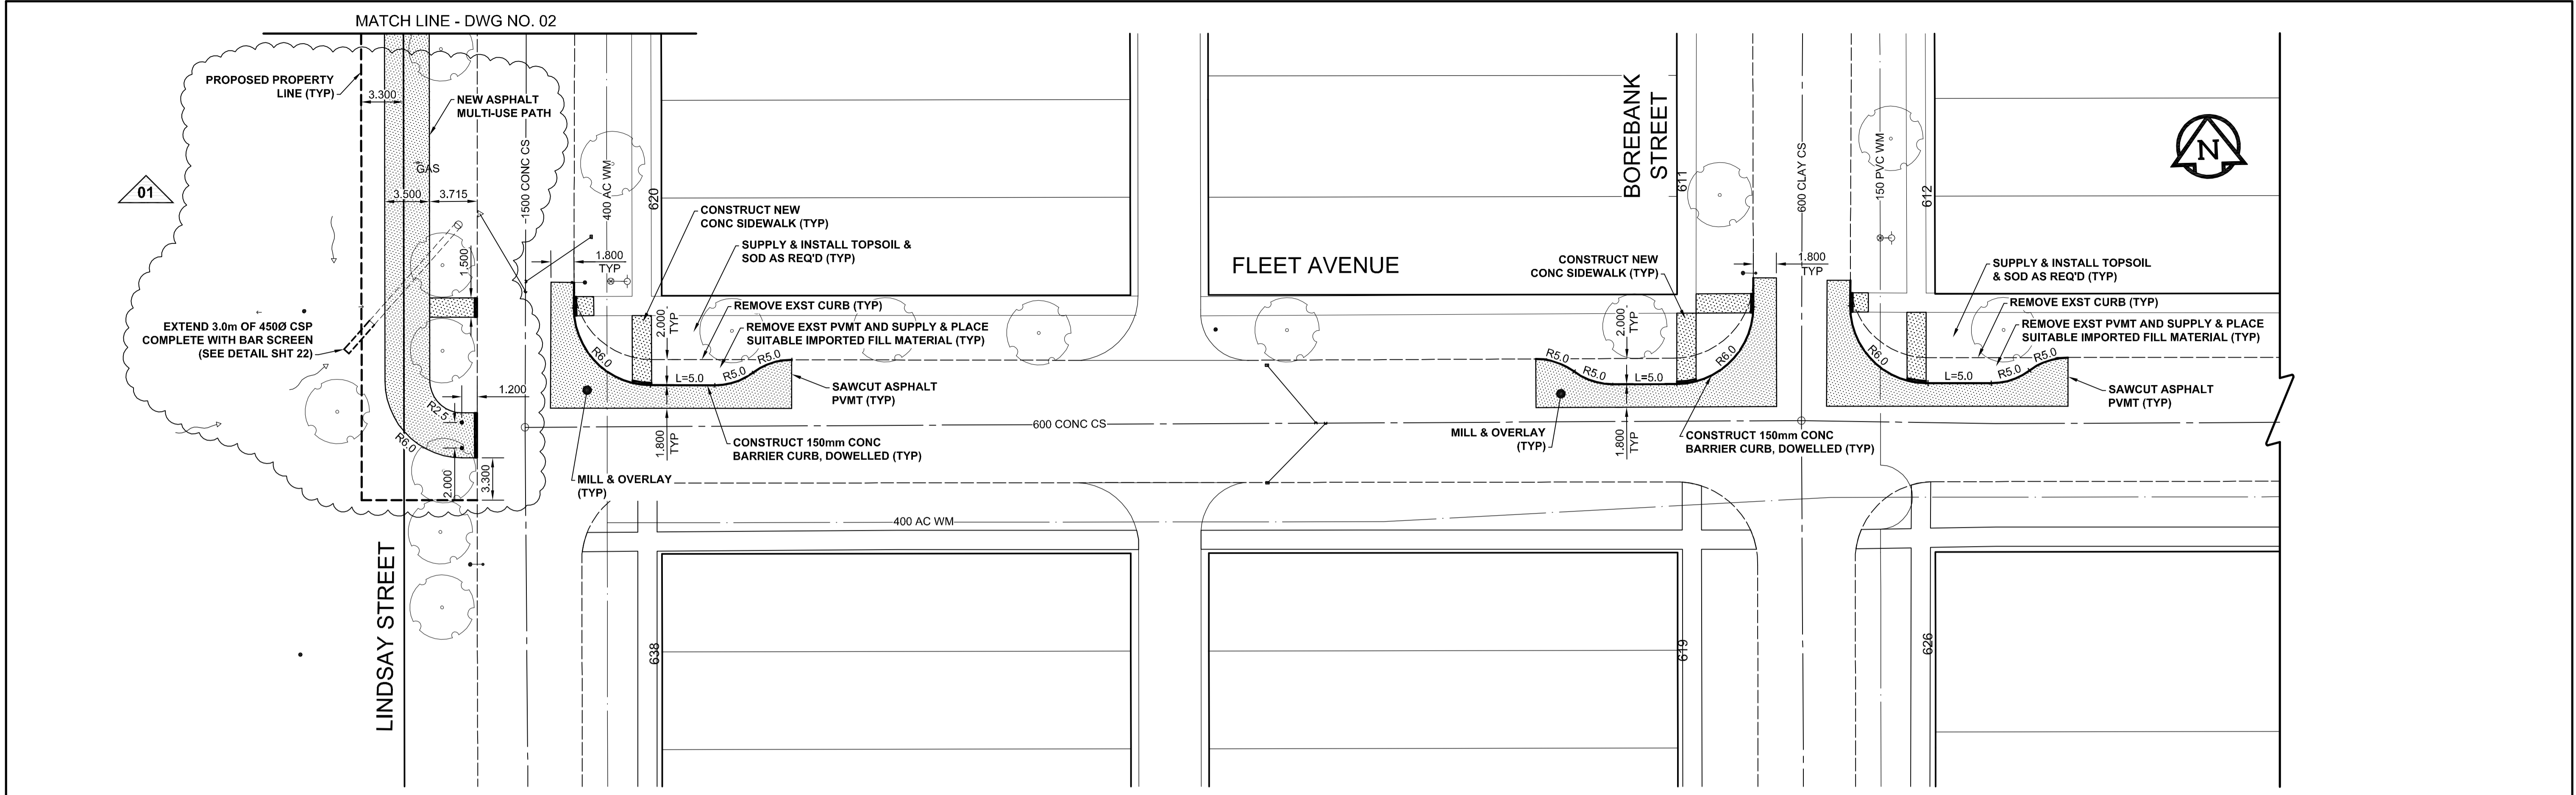 MATCH LINE - DWG NO. 02
PROPOSED PROPERTY
LINE (TYP)
3.300
NEW ASPHALT
MULTI-USE PATH
GAS
3.500
3.715
01
1500 CONC CS
400 AC WM
620
1.500
EXTEND 3.0m OF 450Ø CSP
COMPLETE WITH BAR SCREEN
(SEE DETAIL SHT 22)
1.200
R2.5
R6.0
2.000
3.300
LINDSAY STREET
1.800
TYP
CONSTRUCT NEW
CONC SIDEWALK (TYP)
SUPPLY & INSTALL TOPSOIL &
SOD AS REQ'D (TYP)
REMOVE EXST CURB (TYP)
REMOVE EXST PVMT AND SUPPLY & PLACE
SUITABLE IMPORTED FILL MATERIAL (TYP)
2.000
TYP
R6.0
L=5.0
R5.0
R5.0
SAWCUT ASPHALT
PVMT (TYP)
1.800
TYP
CONSTRUCT 150mm CONC
BARRIER CURB, DOWELLED (TYP)
MILL & OVERLAY
(TYP)
600 CONC CS
400 AC WM
638
FLEET AVENUE
BOREBANK
STREET
611
600 CLAY CS
150 PVC WM
612
N
CONSTRUCT NEW
CONC SIDEWALK (TYP)
1.800
TYP
2.000
TYP
R5.0
R5.0
L=5.0
R6.0
MILL & OVERLAY
(TYP)
1.800
TYP
CONSTRUCT 150mm CONC
BARRIER CURB, DOWELLED (TYP)
SUPPLY & INSTALL TOPSOIL
& SOD AS REQ'D (TYP)
REMOVE EXST CURB (TYP)
REMOVE EXST PVMT AND SUPPLY & PLACE
SUITABLE IMPORTED FILL MATERIAL (TYP)
R6.0
L=5.0
R5.0
R5.0
SAWCUT ASPHALT
PVMT (TYP)
619
626